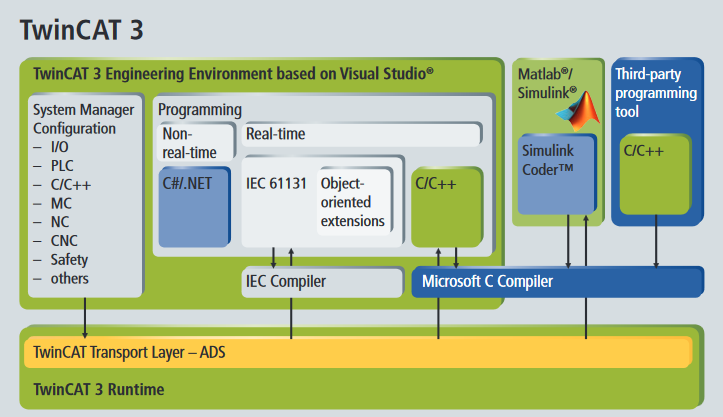 TwinCAT 3
TwinCAT 3 Engineering Environment based on Visual Studio®
System Manager
Configuration
– I/O
– PLC
– C/C++
– MC
– NC
– CNC
– Safety
– others
Programming
Non-
real-time
Real-time
C#/.NET
IEC 61131
Object-
oriented
extensions
C/C++
IEC Compiler
Matlab®/
Simulink®
Simulink
Coder™
Third-party
programming
tool
C/C++
Microsoft C Compiler
TwinCAT Transport Layer – ADS
TwinCAT 3 Runtime